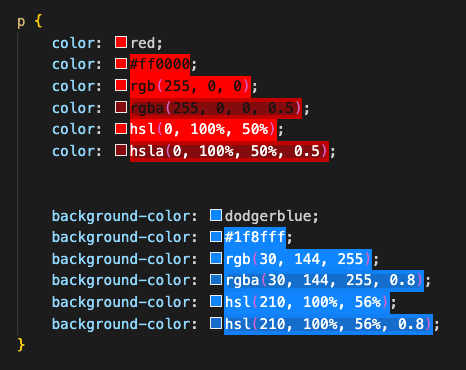 p {
color: red;
color: #ff0000;
color: rgb(255, 0, 0);
color: rgba(255, 0, 0, 0.5);
color: hsl(0, 100%, 50%);
color: hsla(0, 100%, 50%, 0.5);
background-color: dodgerblue;
background-color: #1f8fff;
background-color: rgb(30, 144, 255);
background-color: rgba(30, 144, 255, 0.8);
background-color: hsl(210, 100%, 56%);
background-color: hsl(210, 100%, 56%, 0.8);
}